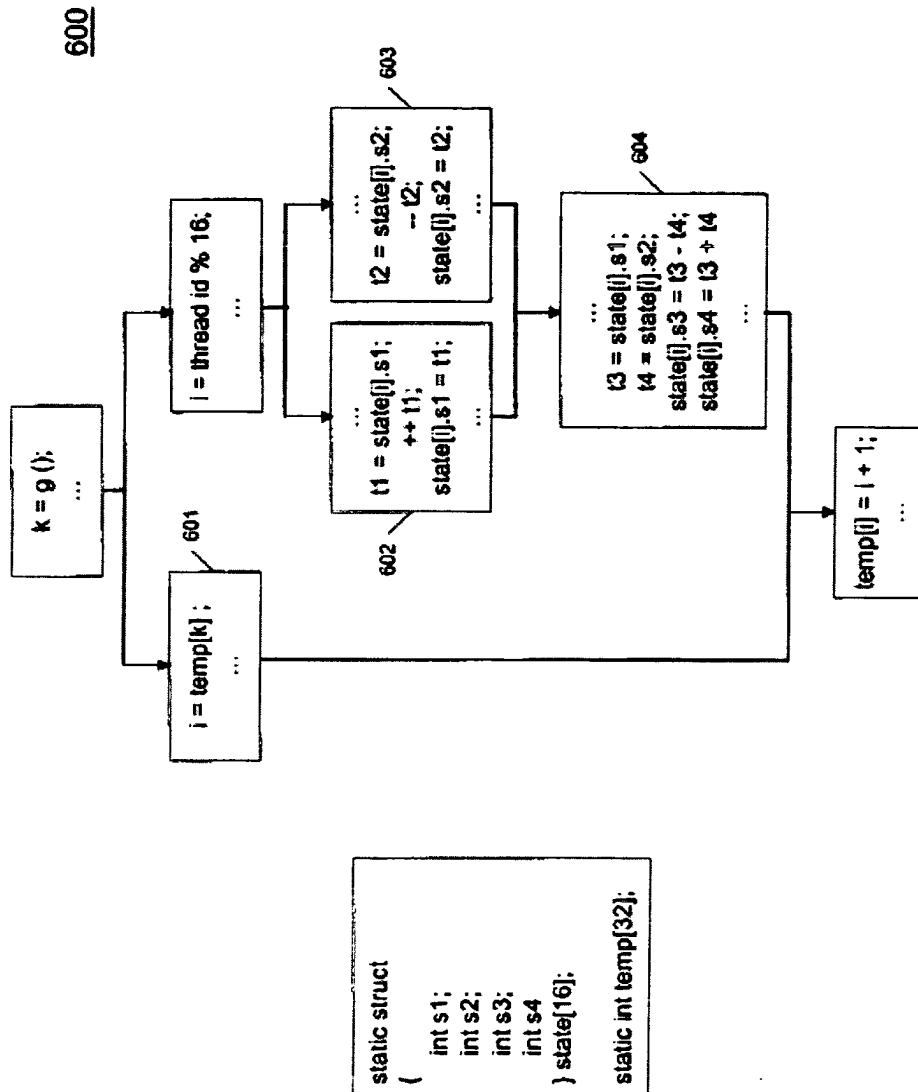 600
k = g ();
...
601
i = temp[k] ;
...
i = thread id % 16;
...
602
...
t1 = state[i].s1;
++ t1;
state[i].s1 = t1;
...
603
...
t2 = state[i].s2;
-- t2;
state[i].s2 = t2;
...
604
...
t3 = state[i].s1;
t4 = state[i].s2;
state[i].s3 = t3 - t4;
state[i].s4 = t3 + t4
...
temp[i] = i + 1;
...
static struct
{
int s1;
int s2;
int s3;
int s4
} state[16];
static int temp[32];